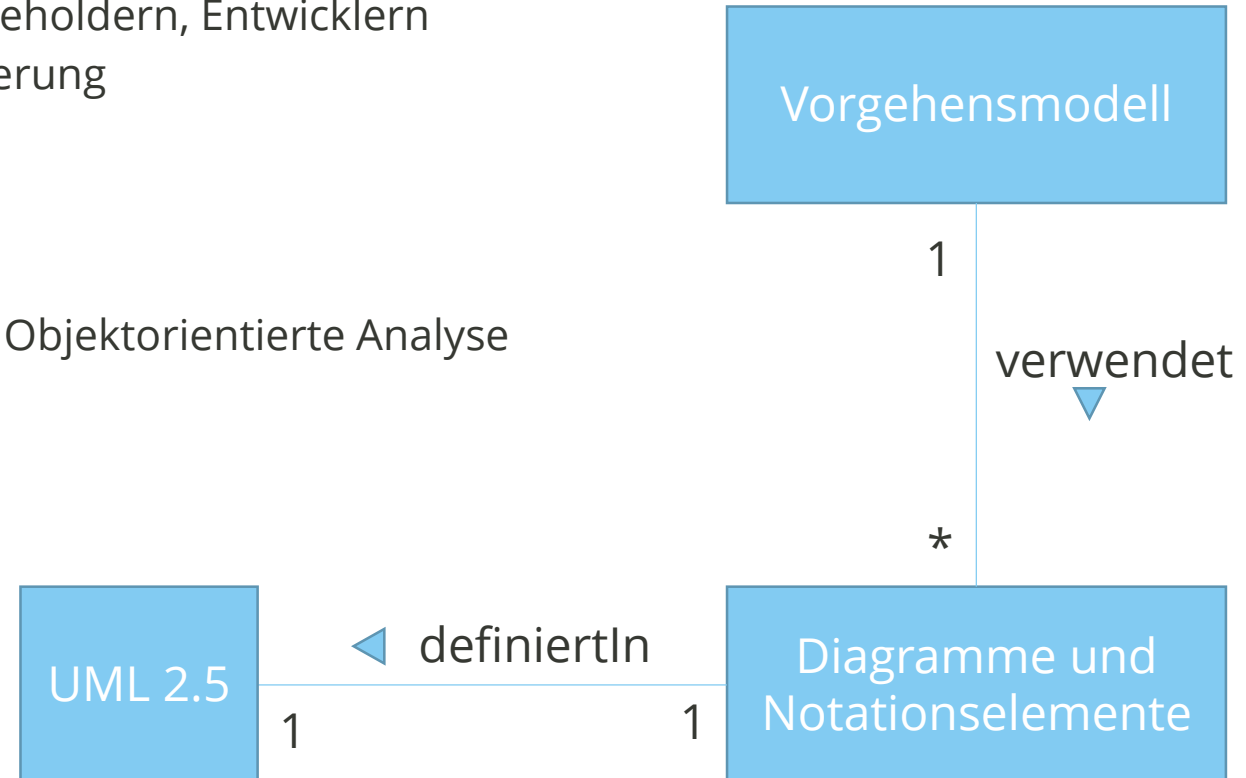 eholdern, Entwicklern
erung
Vorgehensmodell
1
Objektorientierte Analyse
verwendet
*
UML 2.5
definiertIn
1
1
Diagramme und
Notationselemente